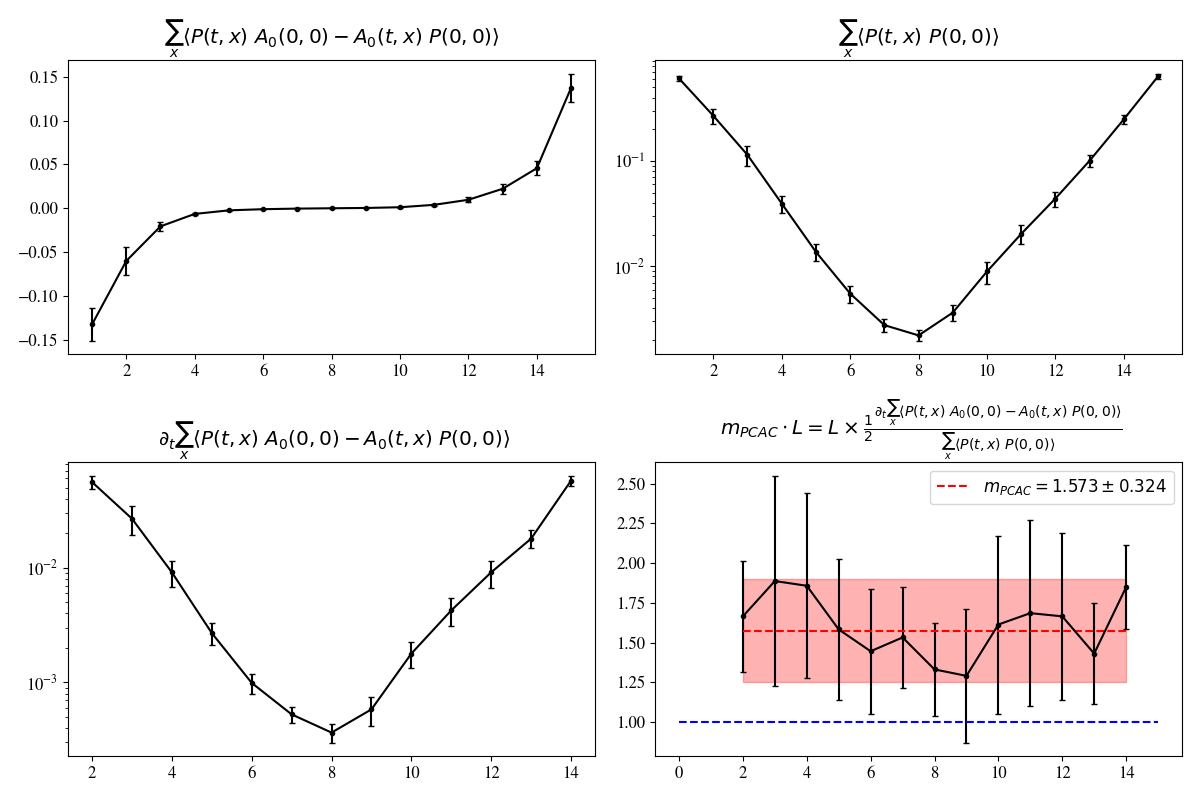 ∑ₓ⟨P(t, x) A₀(0, 0) − A₀(t, x) P(0, 0)⟩
0.15
0.10
0.05
0.00
−0.05
−0.10
−0.15
2 4 6 8 10 12 14
∑ₓ⟨P(t, x) P(0, 0)⟩
10⁻¹
10⁻²
2 4 6 8 10 12 14
∂ₜ∑ₓ⟨P(t, x) A₀(0, 0) − A₀(t, x) P(0, 0)⟩
10⁻²
10⁻³
2 4 6 8 10 12 14
m_PCAC · L = L × ½ ∂ₜ∑ₓ⟨P(t, x) A₀(0, 0) − A₀(t, x) P(0, 0)⟩ / ∑ₓ⟨P(t, x) P(0, 0)⟩
m_PCAC = 1.573 ± 0.324
2.50
2.25
2.00
1.75
1.50
1.25
1.00
0 2 4 6 8 10 12 14